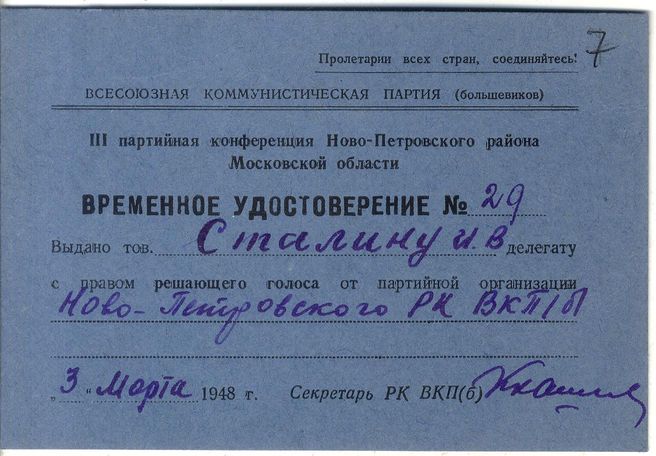 7
Пролетарии всех стран, соединяйтесь!
ВСЕСОЮЗНАЯ КОММУНИСТИЧЕСКАЯ ПАРТИЯ (большевиков)
III партийная конференция Ново-Петровского района
Московской области
ВРЕМЕННОЕ УДОСТОВЕРЕНИЕ № 29
Выдано тов. Сталину И.В. делегату
с правом решающего голоса от партийной организации
Ново-Петровского РК ВКП/б/
„3" Марта 1948 г. Секретарь РК ВКП(б)